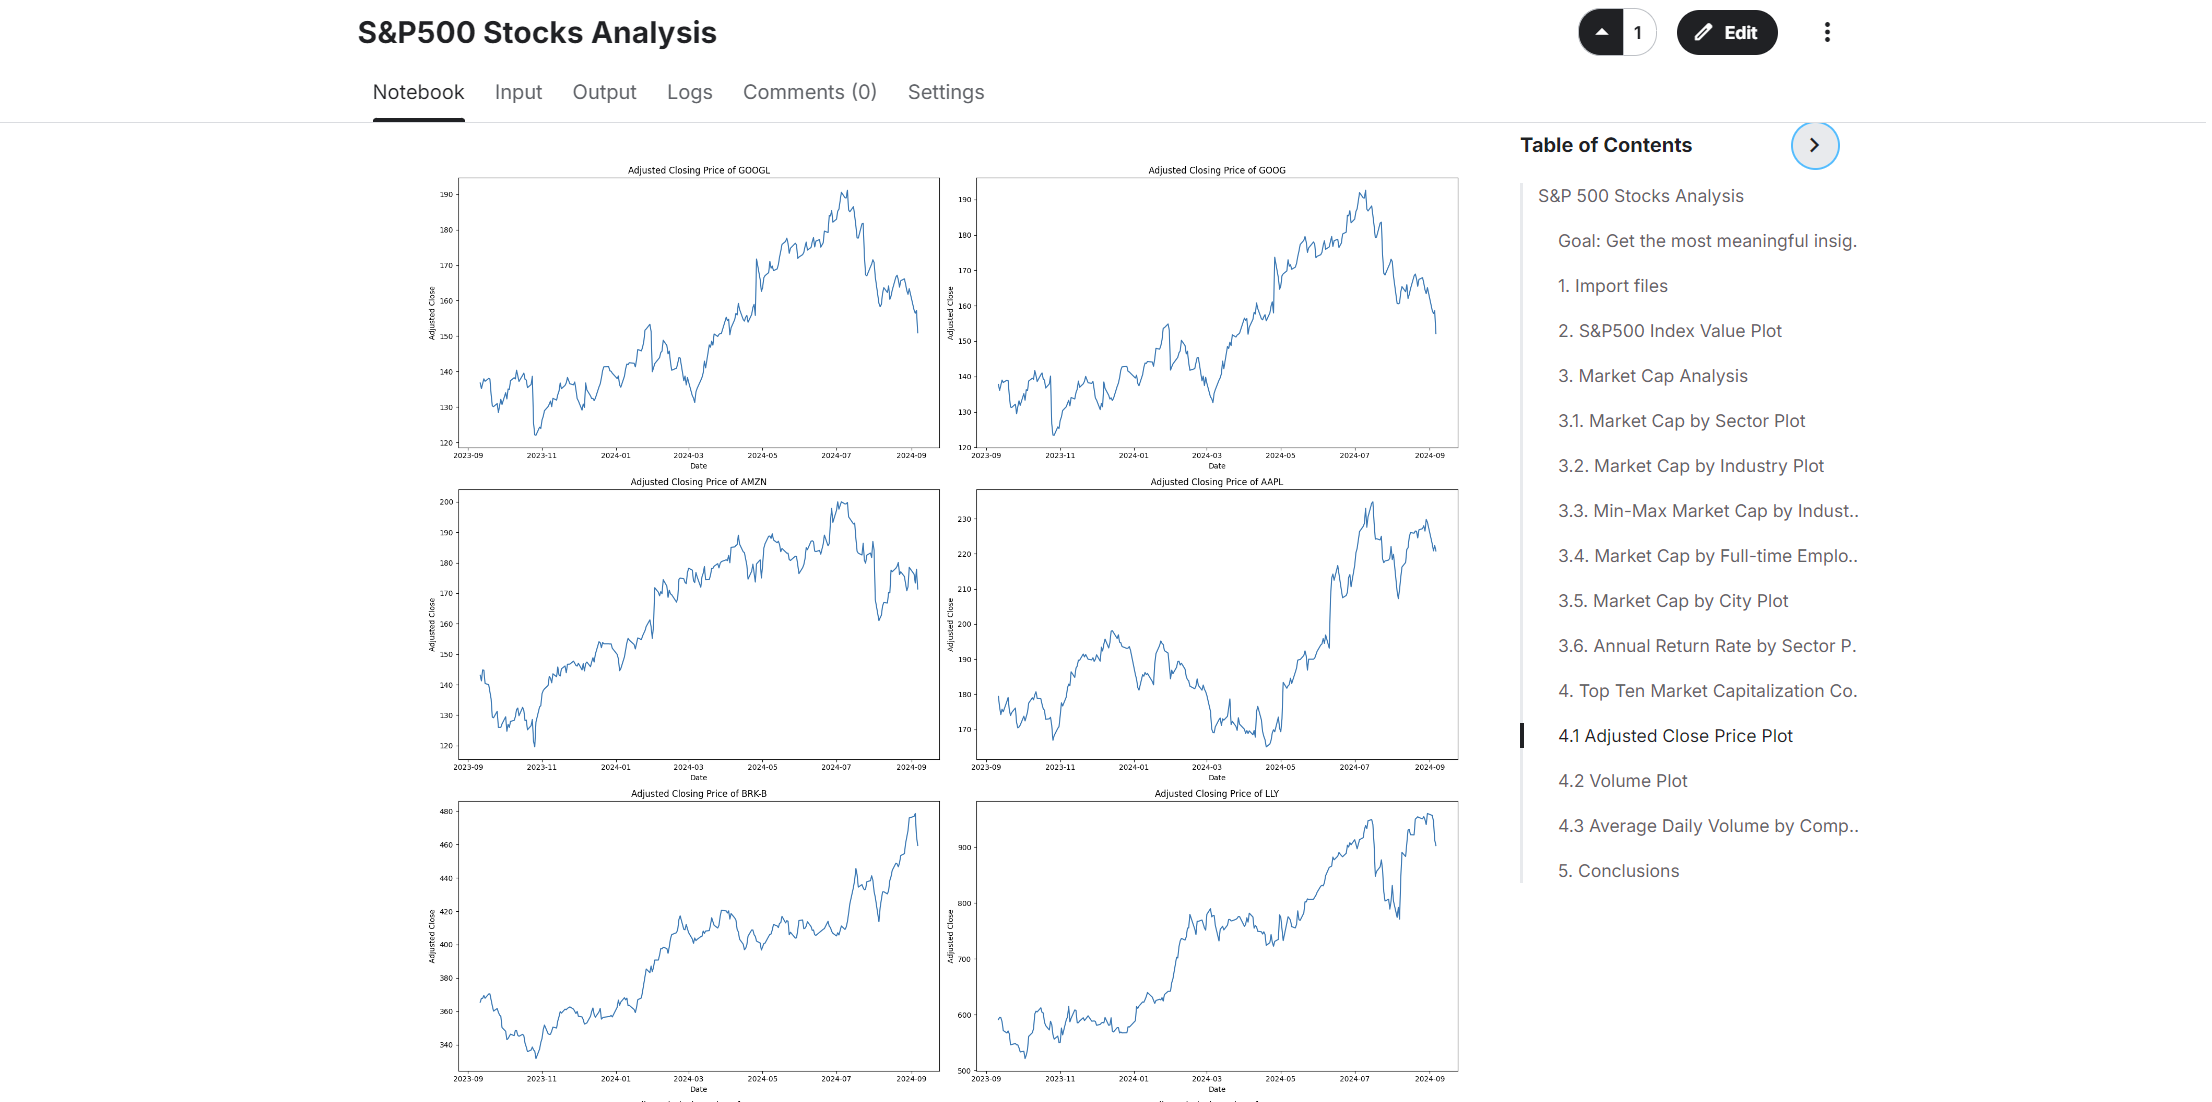 S&P500 Stocks Analysis
1
Edit
Notebook
Input
Output
Logs
Comments (0)
Settings
Adjusted Closing Price of GOOGL
Adjusted Close
190
180
170
160
150
140
130
120
2023-09
2023-11
2024-01
2024-03
2024-05
2024-07
2024-09
Date
Adjusted Closing Price of GOOG
Adjusted Close
190
180
170
160
150
140
130
120
2023-09
2023-11
2024-01
2024-03
2024-05
2024-07
2024-09
Date
Adjusted Closing Price of AMZN
Adjusted Close
200
190
180
170
160
150
140
130
120
2023-09
2023-11
2024-01
2024-03
2024-05
2024-07
2024-09
Date
Adjusted Closing Price of AAPL
Adjusted Close
230
220
210
200
190
180
170
2023-09
2023-11
2024-01
2024-03
2024-05
2024-07
2024-09
Date
Adjusted Closing Price of BRK-B
Adjusted Close
480
460
440
420
400
380
360
340
2023-09
2023-11
2024-01
2024-03
2024-05
2024-07
2024-09
Date
Adjusted Closing Price of LLY
Adjusted Close
900
800
700
600
500
2023-09
2023-11
2024-01
2024-03
2024-05
2024-07
2024-09
Date
Table of Contents
S&P 500 Stocks Analysis
Goal: Get the most meaningful insig.
1. Import files
2. S&P500 Index Value Plot
3. Market Cap Analysis
3.1. Market Cap by Sector Plot
3.2. Market Cap by Industry Plot
3.3. Min-Max Market Cap by Indust..
3.4. Market Cap by Full-time Emplo..
3.5. Market Cap by City Plot
3.6. Annual Return Rate by Sector P.
4. Top Ten Market Capitalization Co.
4.1 Adjusted Close Price Plot
4.2 Volume Plot
4.3 Average Daily Volume by Comp..
5. Conclusions